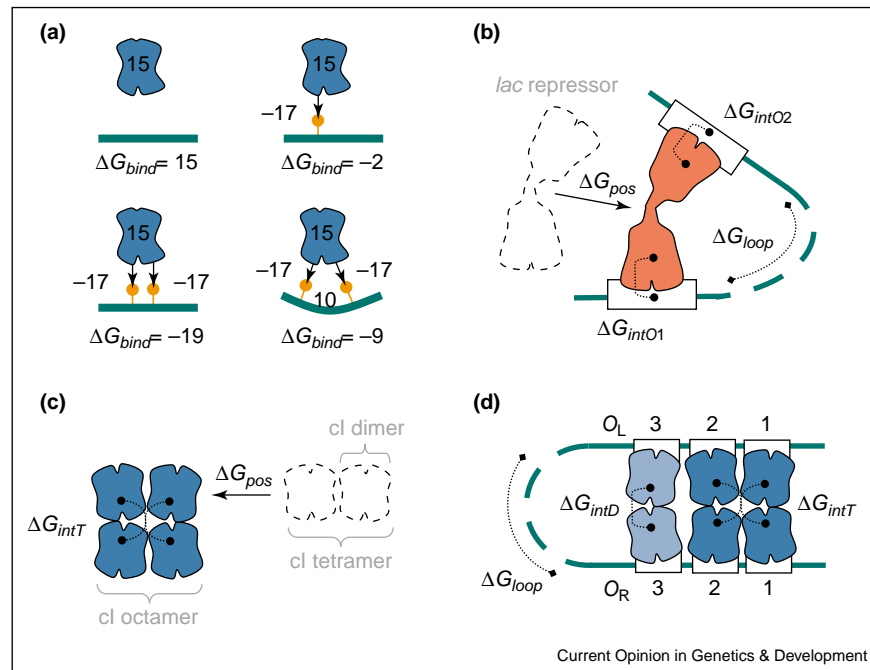 (a)
15
15
−17
ΔGbind= 15
ΔGbind= −2
15
15
−17
−17
−17
−17
10
ΔGbind= −19
ΔGbind= −9
(b)
lac repressor
ΔGintO2
ΔGpos
ΔGloop
ΔGintO1
(c)
cI dimer
ΔGpos
ΔGintT
cI tetramer
cI octamer
(d)
OL 3 2 1
ΔGintD
ΔGintT
ΔGloop
OR 3 2 1
Current Opinion in Genetics & Development